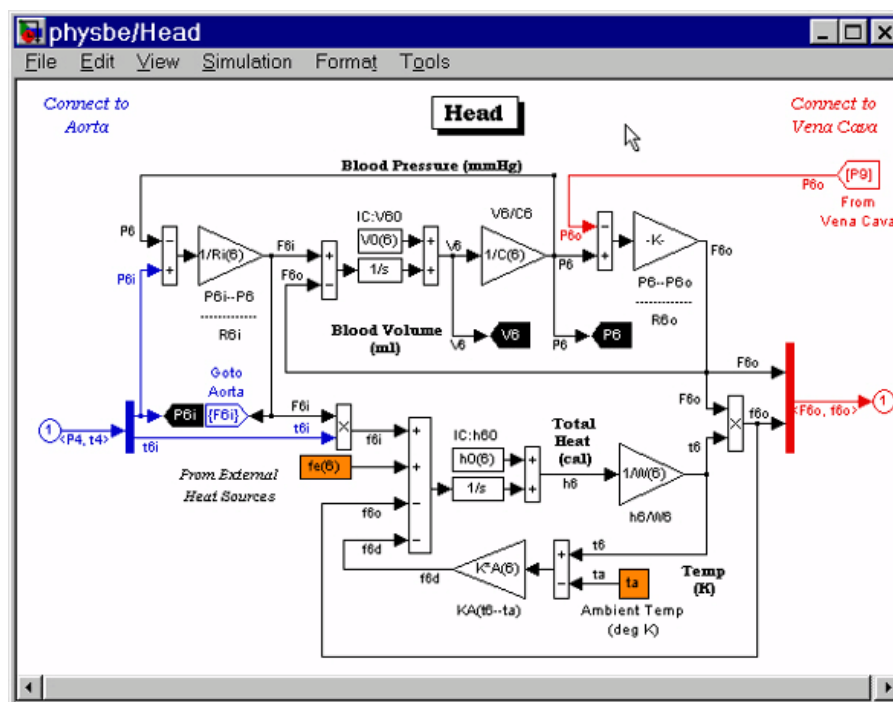 physbe/Head
File Edit View Simulation Format Tools
Connect to
Aorta
Head
Connect to
Vena Cava
Blood Pressure (mmHg)
P6o
[P9]
From
Vena Cava
P6
P6i
1/Ri(6)
P6i--P6
R6i
F6i
F6o
IC:V60
V0(6)
1/s
V6
V6/C6
1/C(6)
P6
P6o
-K-
P6--P6o
R6o
F6o
Blood Volume
(ml)
V6
V6
P6
P6
Goto
Aorta
P6i
{F6i}
F6i
t6i
1
<P4, t4>
t6i
f6i
From External
Heat Sources
fe(6)
f6o
f6d
IC:h60
h0(6)
1/s
Total
Heat
(cal)
h6
1/W(6)
h6/W6
F6o
t6
f6o
F6o
<F6o, f6o>
1
f6d
K*A(6)
KA(t6--ta)
t6
ta
ta
Ambient Temp
(deg K)
Temp
(K)